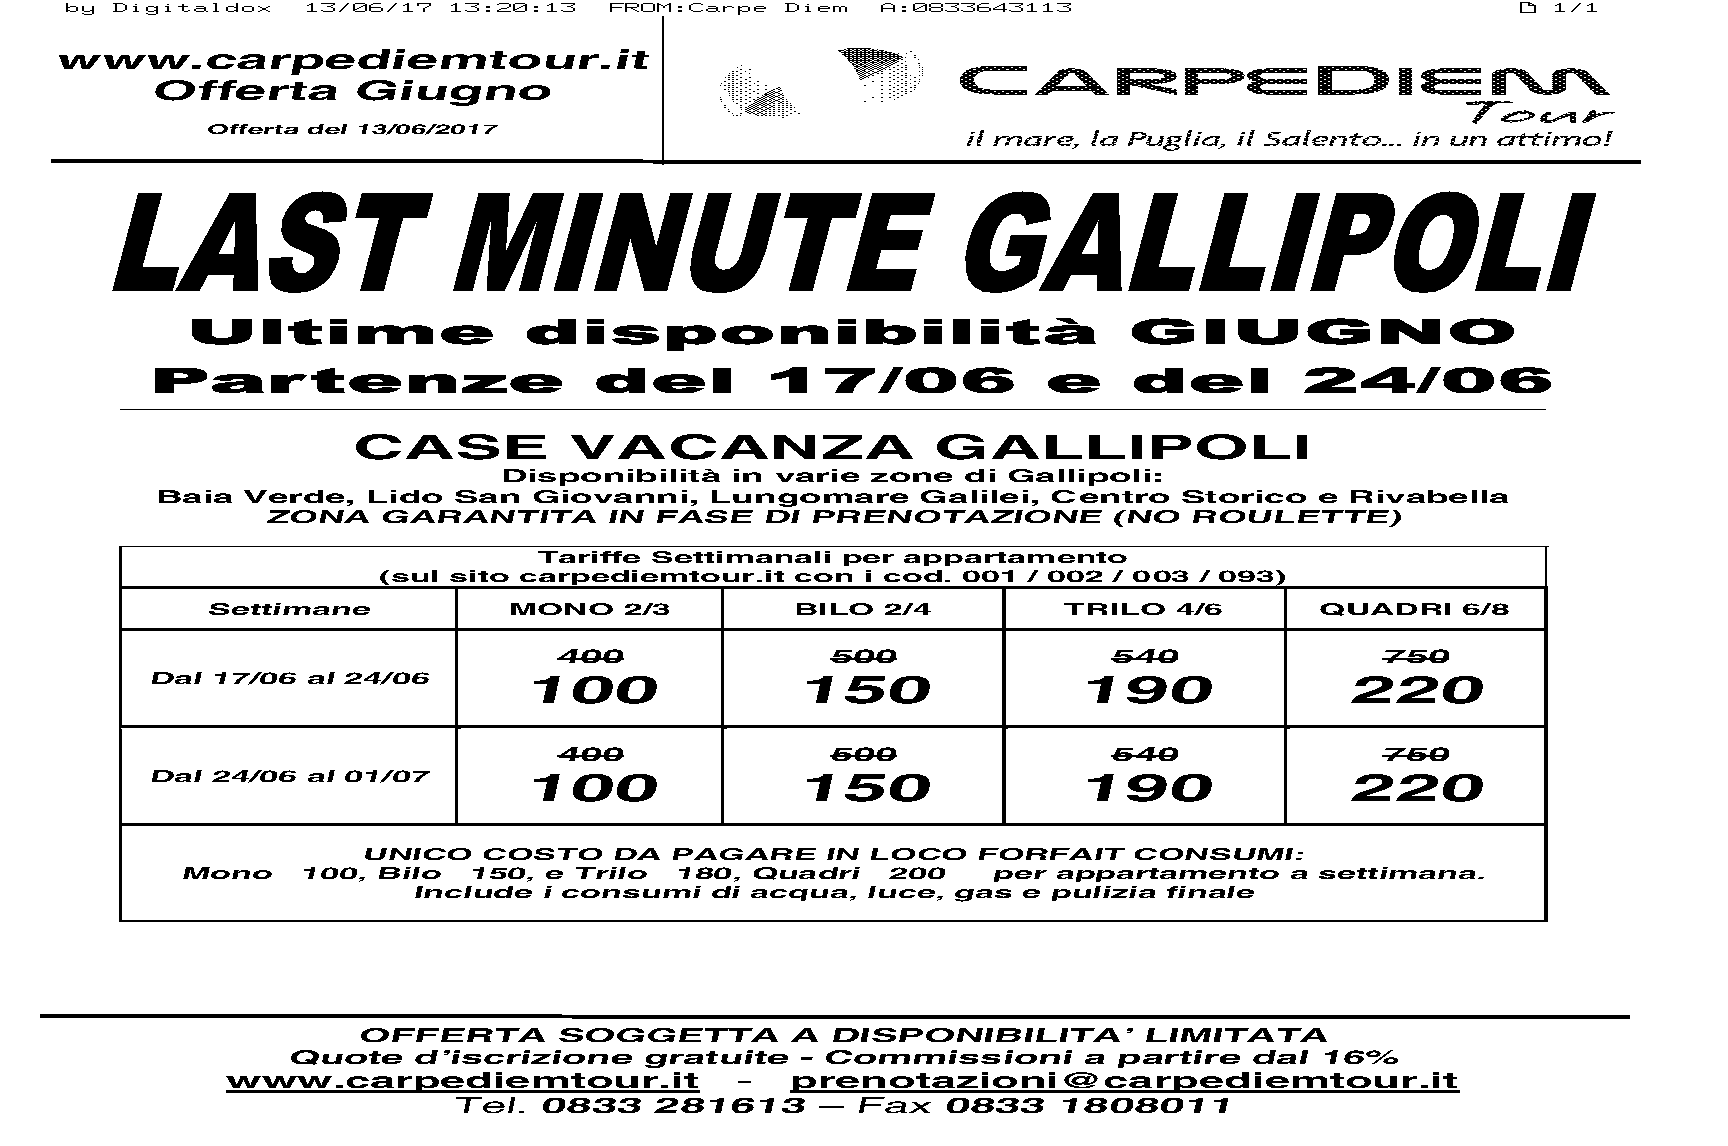 by Digitaldox 13/06/17 13:20:13 FROM:Carpe Diem A:0833643113 1/1
www.carpediemtour.it
Offerta Giugno
Offerta del 13/06/2017
CARPEDIEM
Tour
il mare, la Puglia, il Salento... in un attimo!
LAST MINUTE GALLIPOLI
Ultime disponibilità GIUGNO
Partenze del 17/06 e del 24/06
CASE VACANZA GALLIPOLI
Disponibilità in varie zone di Gallipoli:
Baia Verde, Lido San Giovanni, Lungomare Galilei, Centro Storico e Rivabella
ZONA GARANTITA IN FASE DI PRENOTAZIONE (NO ROULETTE)
Tariffe Settimanali per appartamento
(sul sito carpediemtour.it con i cod. 001 / 002 / 003 / 093)
Settimane MONO 2/3 BILO 2/4 TRILO 4/6 QUADRI 6/8
400 500 540 750
Dal 17/06 al 24/06 100 150 190 220
400 500 540 750
Dal 24/06 al 01/07 100 150 190 220
UNICO COSTO DA PAGARE IN LOCO FORFAIT CONSUMI:
Mono 100, Bilo 150, e Trilo 180, Quadri 200 per appartamento a settimana.
Include i consumi di acqua, luce, gas e pulizia finale
OFFERTA SOGGETTA A DISPONIBILITA' LIMITATA
Quote d'iscrizione gratuite - Commissioni a partire dal 16%
www.carpediemtour.it - prenotazioni@carpediemtour.it
Tel. 0833 281613 – Fax 0833 1808011